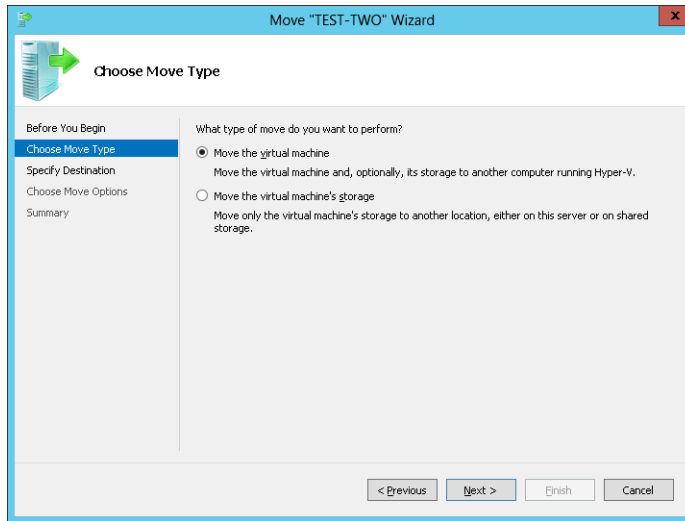 Move "TEST-TWO" Wizard
x
Choose Move Type
Before You Begin
Choose Move Type
Specify Destination
Choose Move Options
Summary
What type of move do you want to perform?
Move the virtual machine
Move the virtual machine and, optionally, its storage to another computer running Hyper-V.
Move the virtual machine's storage
Move only the virtual machine's storage to another location, either on this server or on shared
storage.
< Previous
Next >
Finish
Cancel